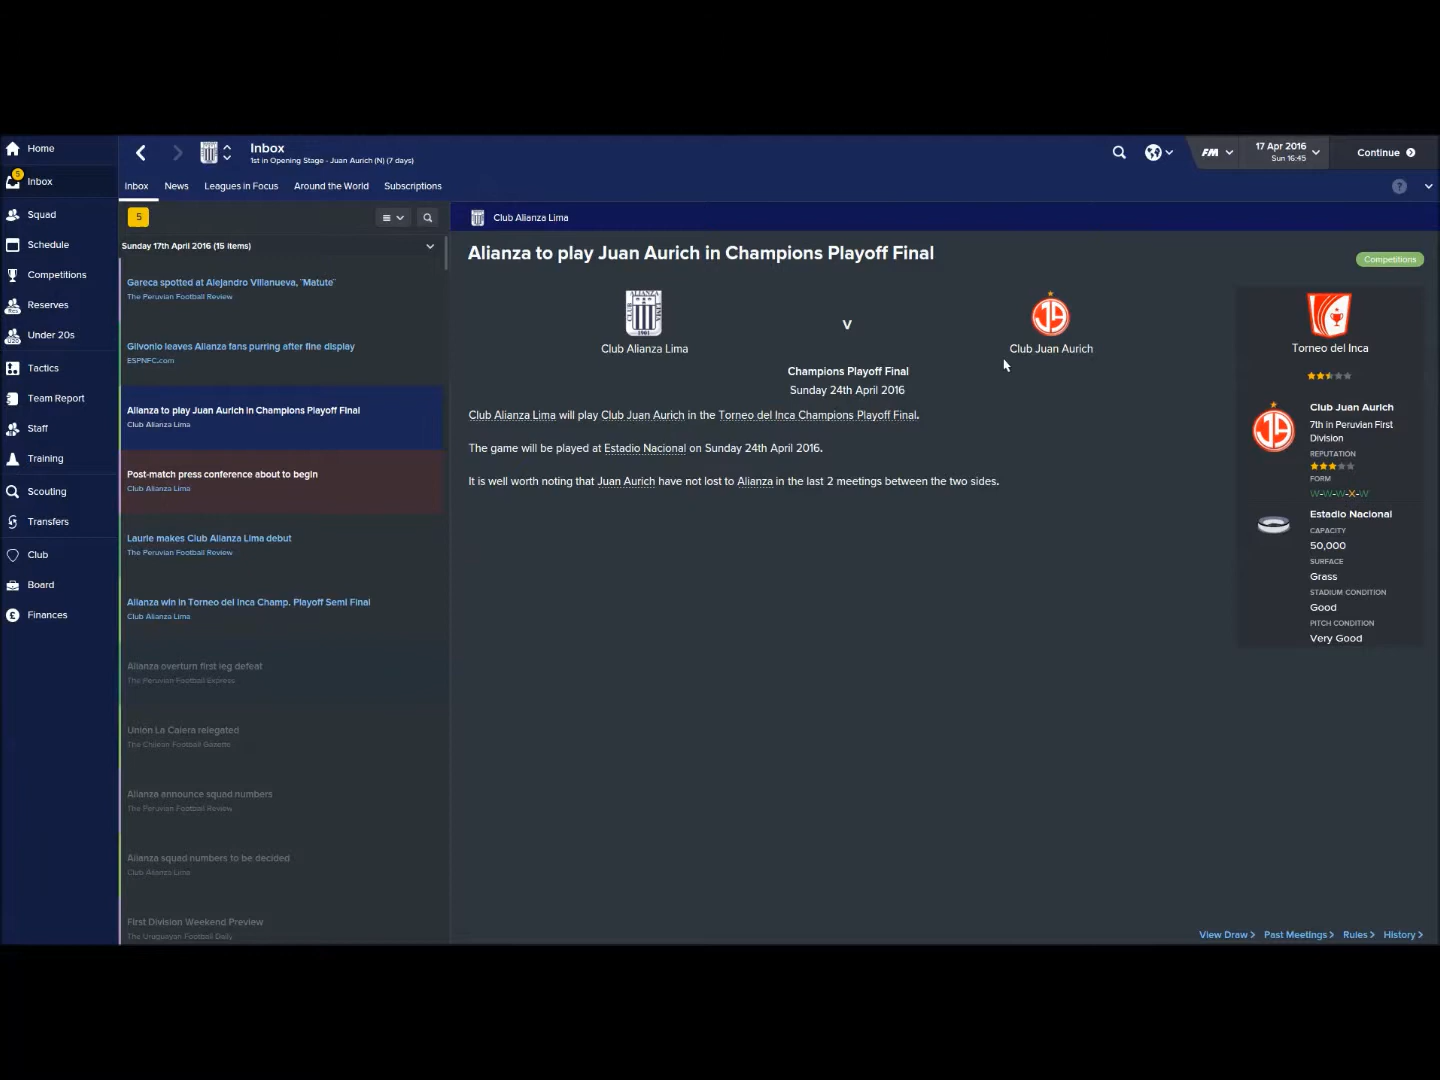 Home
5
Inbox
Squad
Schedule
Competitions
Reserves
Under 20s
Tactics
Team Report
Staff
Training
Scouting
Transfers
Club
Board
Finances
Inbox
1st in Opening Stage - Juan Aurich (N) (7 days)
FM
17 Apr 2016
Sun 16:45
Continue
Inbox News Leagues in Focus Around the World Subscriptions
?
5
Sunday 17th April 2016 (15 items)
Gareca spotted at Alejandro Villanueva, ¨Matute¨
The Peruvian Football Review
Gilvonio leaves Alianza fans purring after fine display
ESPNFC.com
Alianza to play Juan Aurich in Champions Playoff Final
Club Alianza Lima
Post-match press conference about to begin
Club Alianza Lima
Laurie makes Club Alianza Lima debut
The Peruvian Football Review
Alianza win in Torneo del Inca Champ. Playoff Semi Final
Club Alianza Lima
Alianza overturn first leg defeat
The Peruvian Football Express
Unión La Calera relegated
The Chilean Football Gazette
Alianza announce squad numbers
The Peruvian Football Review
Alianza squad numbers to be decided
Club Alianza Lima
First Division Weekend Preview
The Uruguayan Football Daily
Club Alianza Lima
Alianza to play Juan Aurich in Champions Playoff Final
Competitions
Club Alianza Lima
v
Club Juan Aurich
Champions Playoff Final
Sunday 24th April 2016
Club Alianza Lima will play Club Juan Aurich in the Torneo del Inca Champions Playoff Final.
The game will be played at Estadio Nacional on Sunday 24th April 2016.
It is well worth noting that Juan Aurich have not lost to Alianza in the last 2 meetings between the two sides.
Torneo del Inca
Club Juan Aurich
7th in Peruvian First
Division
REPUTATION
FORM
W-W-W-X-W
Estadio Nacional
CAPACITY
50,000
SURFACE
Grass
STADIUM CONDITION
Good
PITCH CONDITION
Very Good
View Draw > Past Meetings > Rules > History >